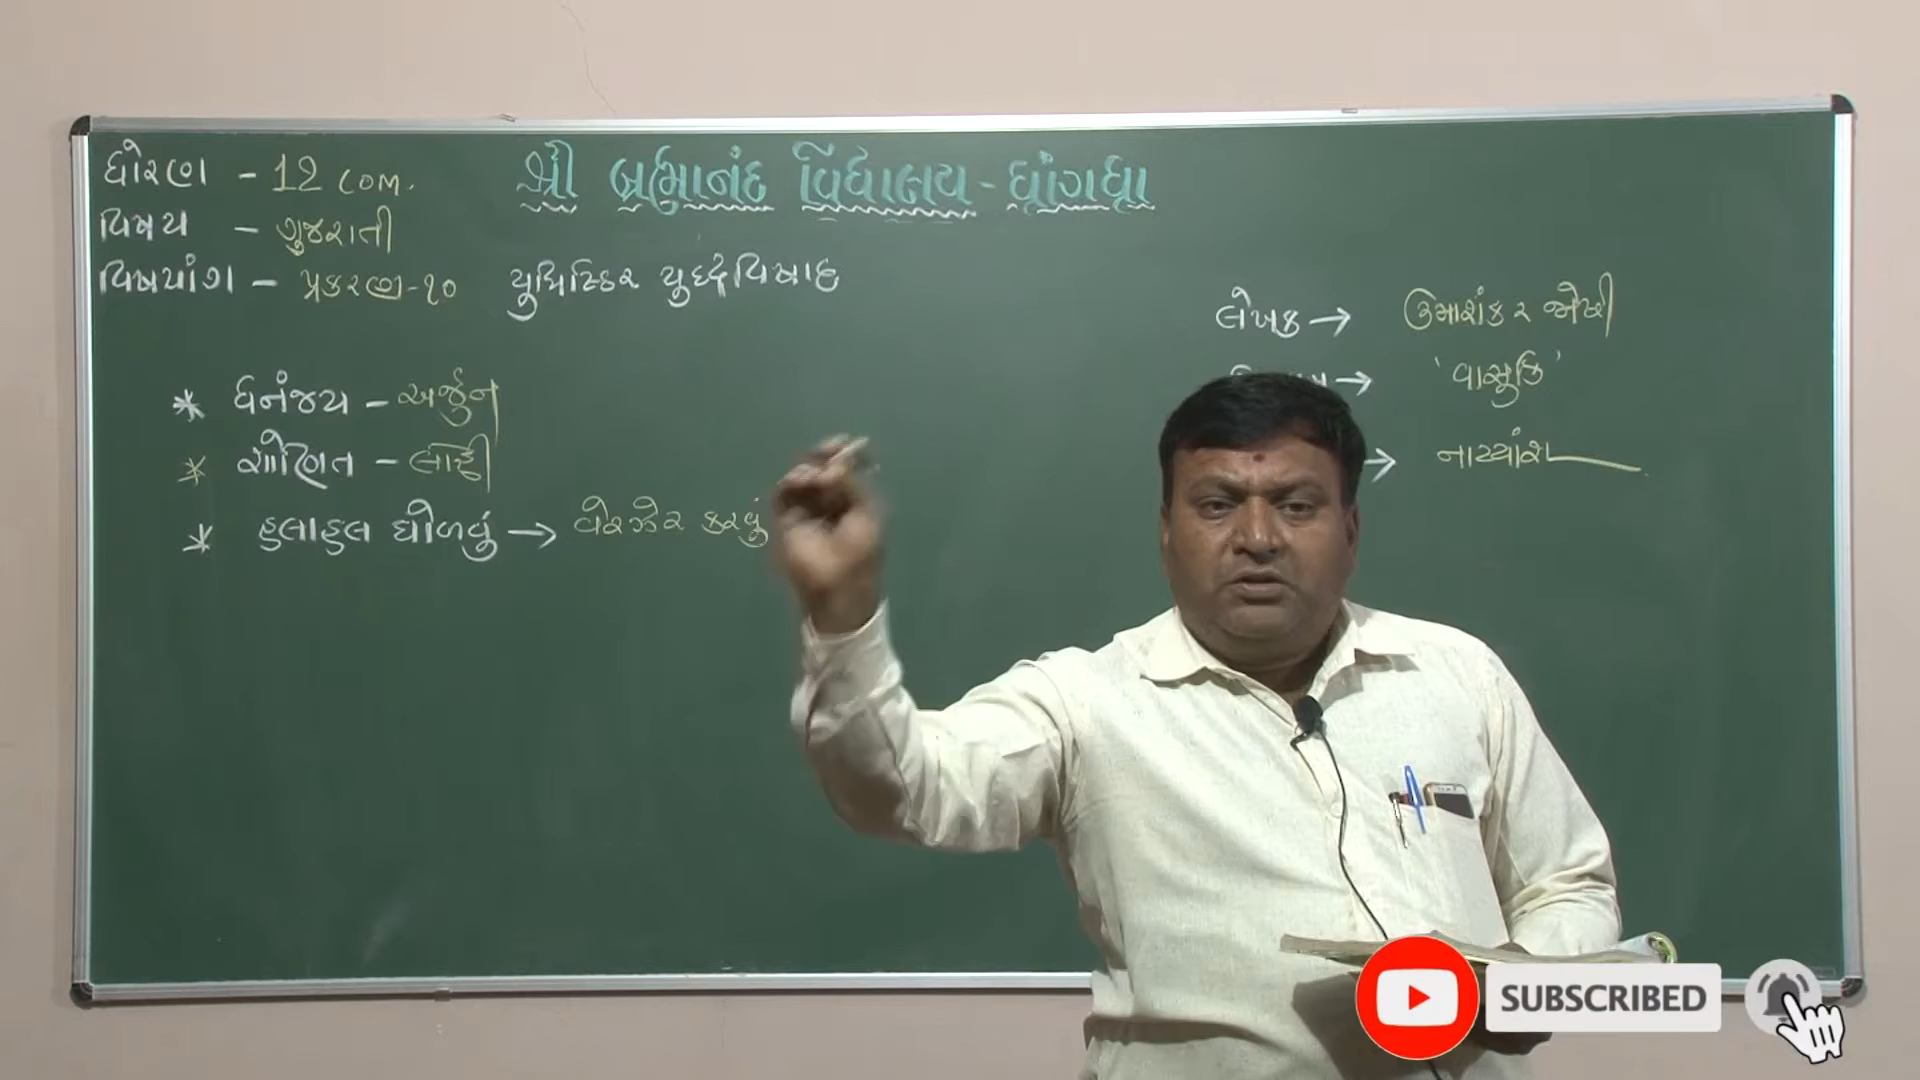 ધોરણ - 12 com.
શ્રી બ્રહ્માનંદ વિદ્યાલય - ધ્રાંગધ્રા
વિષય - ગુજરાતી
વિષયાંગ - પ્રકરણ-૧૦ યુધિષ્ઠિર યુદ્ધવિષાદ
લેખક → ઉમાશંકર જોષી
→ 'વાસુકિ'
→ નાટ્યાંશ
* ધનંજય - અર્જુન
* શોણિત - લોહી
* હલાહલ ઘોળવું → વેરઝેર કરવું
SUBSCRIBED